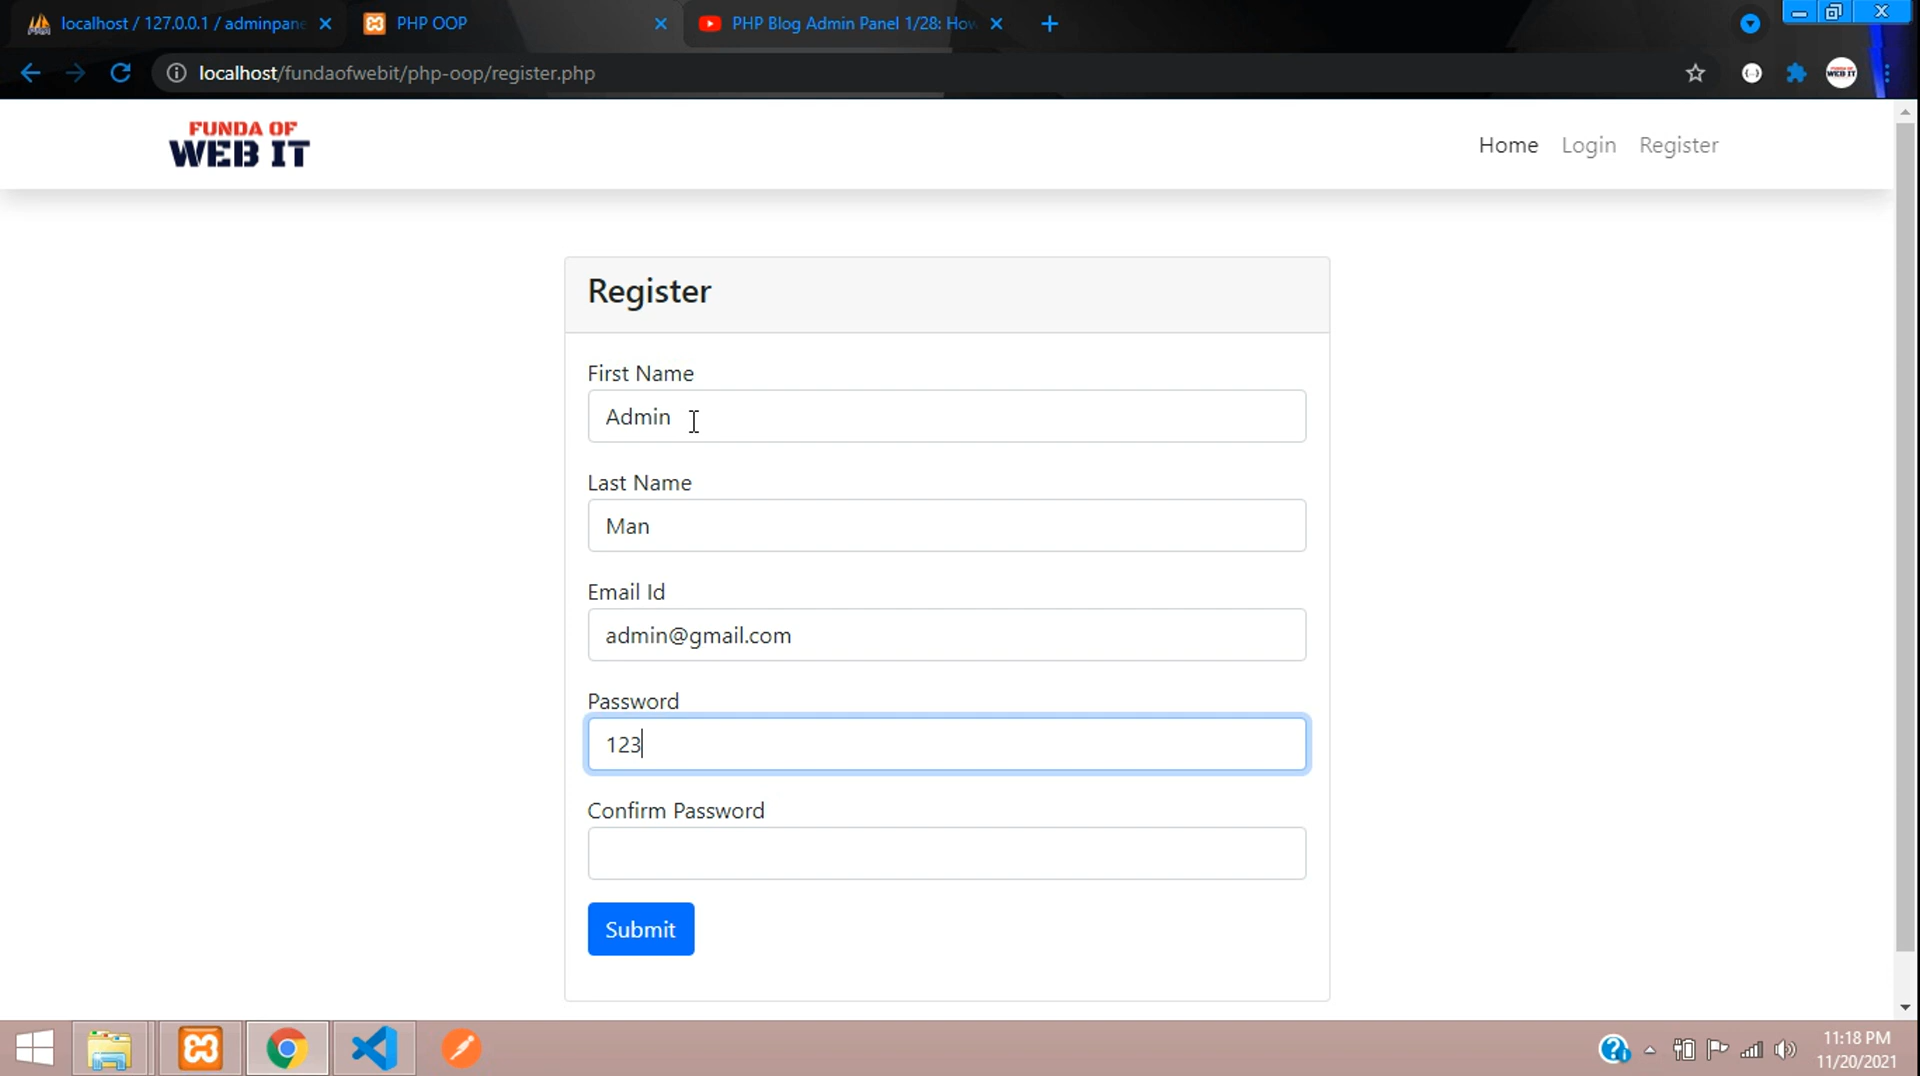 localhost / 127.0.0.1 / adminpane
PHP OOP
PHP Blog Admin Panel 1/28: How
localhost/fundaofwebit/php-oop/register.php
FUNDA OF
WEB IT
Home
Login
Register
Register
First Name
Admin
Last Name
Man
Email Id
admin@gmail.com
Password
123
Confirm Password
Submit
11:18 PM
11/20/2021